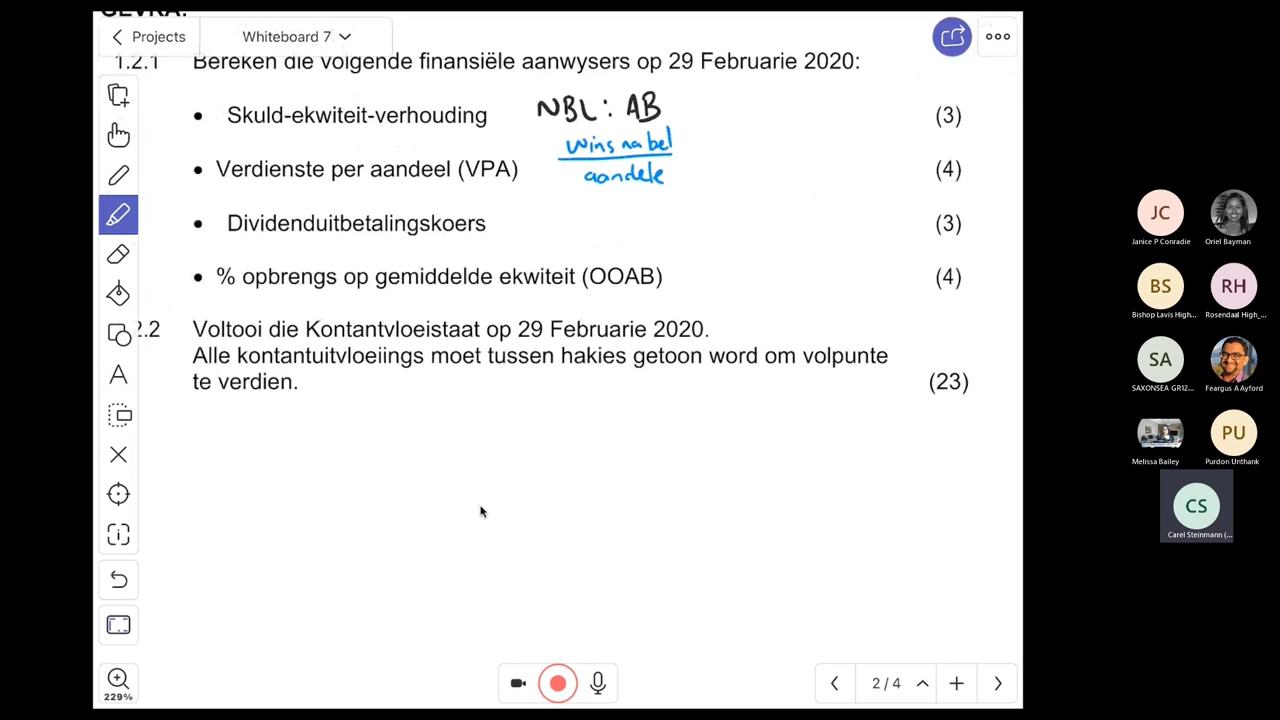 GEVRA:
Projects
Whiteboard 7
1.2.1 Bereken die volgende finansiële aanwysers op 29 Februarie 2020:
• Skuld-ekwiteit-verhouding NBL : AB (3)
wins na bel
• Verdienste per aandeel (VPA) (4)
aandele
• Dividenduitbetalingskoers (3)
• % opbrengs op gemiddelde ekwiteit (OOAB) (4)
2.2 Voltooi die Kontantvloeistaat op 29 Februarie 2020.
Alle kontantuitvloeiings moet tussen hakies getoon word om volpunte
te verdien. (23)
229%
2 / 4
JC
Janice P Conradie
Oriel Bayman
BS
Bishop Lavis High...
RH
Rosendaal High_...
SA
SAXONSEA GR12...
Feargus A Ayford
Melissa Bailey
PU
Purdon Unthank
CS
Carel Steinmann (...